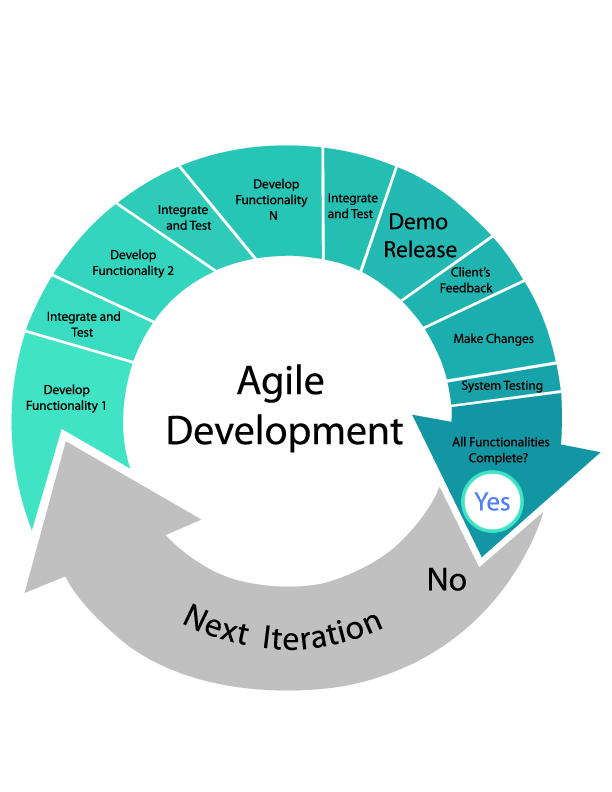 Agile
Development
Develop
Functionality 1
Integrate and
Test
Develop
Functionality 2
Integrate
and Test
Develop
Functionality
N
Integrate
and Test
Demo
Release
Client's
Feedback
Make Changes
System Testing
All Functionalities
Complete?
Yes
No
Next Iteration